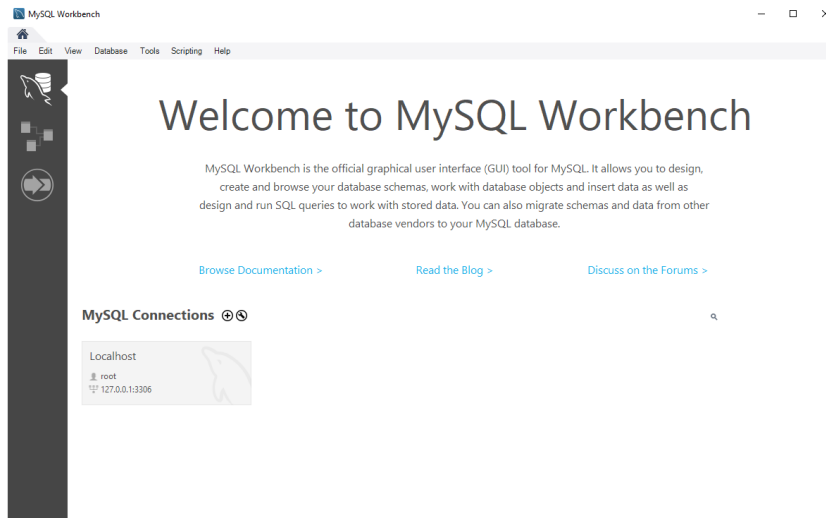 MySQL Workbench
File Edit View Database Tools Scripting Help
Welcome to MySQL Workbench
MySQL Workbench is the official graphical user interface (GUI) tool for MySQL. It allows you to design,
create and browse your database schemas, work with database objects and insert data as well as
design and run SQL queries to work with stored data. You can also migrate schemas and data from other
database vendors to your MySQL database.
Browse Documentation > Read the Blog > Discuss on the Forums >
MySQL Connections
Localhost
root
127.0.0.1:3306